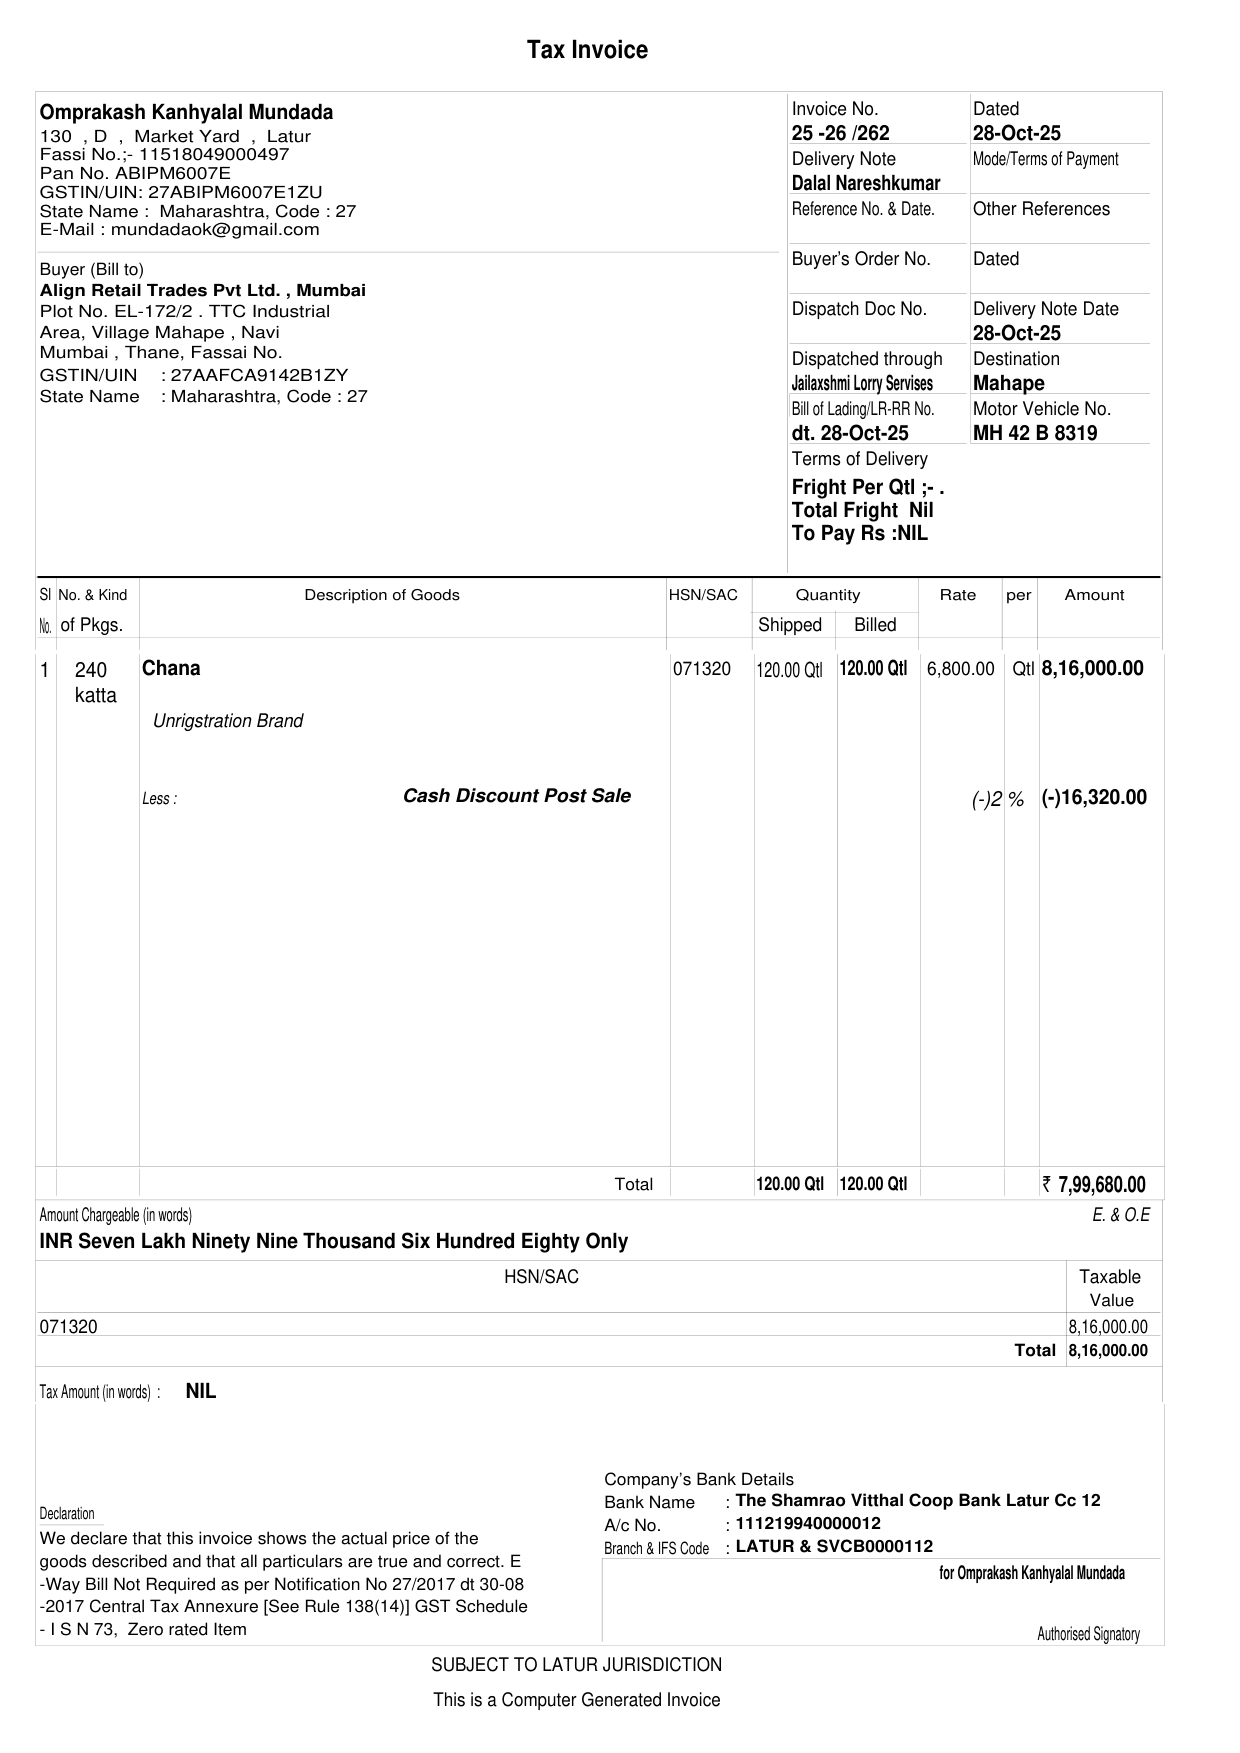 Tax Invoice
Omprakash Kanhyalal Mundada
130 , D , Market Yard , Latur
Fassi No.;- 11518049000497
Pan No. ABIPM6007E
GSTIN/UIN: 27ABIPM6007E1ZU
State Name : Maharashtra, Code : 27
E-Mail : mundadaok@gmail.com
Invoice No. Dated
25 -26 /262 28-Oct-25
Delivery Note Mode/Terms of Payment
Dalal Nareshkumar
Reference No. & Date. Other References
Buyer's Order No. Dated
Dispatch Doc No. Delivery Note Date
28-Oct-25
Dispatched through Destination
Jailaxshmi Lorry Servises Mahape
Bill of Lading/LR-RR No. Motor Vehicle No.
dt. 28-Oct-25 MH 42 B 8319
Terms of Delivery
Fright Per Qtl ;- .
Total Fright Nil
To Pay Rs :NIL
Buyer (Bill to)
Align Retail Trades Pvt Ltd. , Mumbai
Plot No. EL-172/2 . TTC Industrial
Area, Village Mahape , Navi
Mumbai , Thane, Fassai No.
GSTIN/UIN : 27AAFCA9142B1ZY
State Name : Maharashtra, Code : 27
Sl No. & Kind Description of Goods HSN/SAC Quantity Rate per Amount
No. of Pkgs. Shipped Billed
1 240 Chana 071320 120.00 Qtl 120.00 Qtl 6,800.00 Qtl 8,16,000.00
katta
Unrigstration Brand
Less : Cash Discount Post Sale (-)2 % (-)16,320.00
Total 120.00 Qtl 120.00 Qtl ₹ 7,99,680.00
Amount Chargeable (in words) E. & O.E
INR Seven Lakh Ninety Nine Thousand Six Hundred Eighty Only
HSN/SAC Taxable
Value
071320 8,16,000.00
Total 8,16,000.00
Tax Amount (in words) : NIL
Company's Bank Details
Bank Name : The Shamrao Vitthal Coop Bank Latur Cc 12
A/c No. : 111219940000012
Branch & IFS Code : LATUR & SVCB0000112
Declaration
We declare that this invoice shows the actual price of the
goods described and that all particulars are true and correct. E
-Way Bill Not Required as per Notification No 27/2017 dt 30-08
-2017 Central Tax Annexure [See Rule 138(14)] GST Schedule
- I S N 73, Zero rated Item
for Omprakash Kanhyalal Mundada
Authorised Signatory
SUBJECT TO LATUR JURISDICTION
This is a Computer Generated Invoice